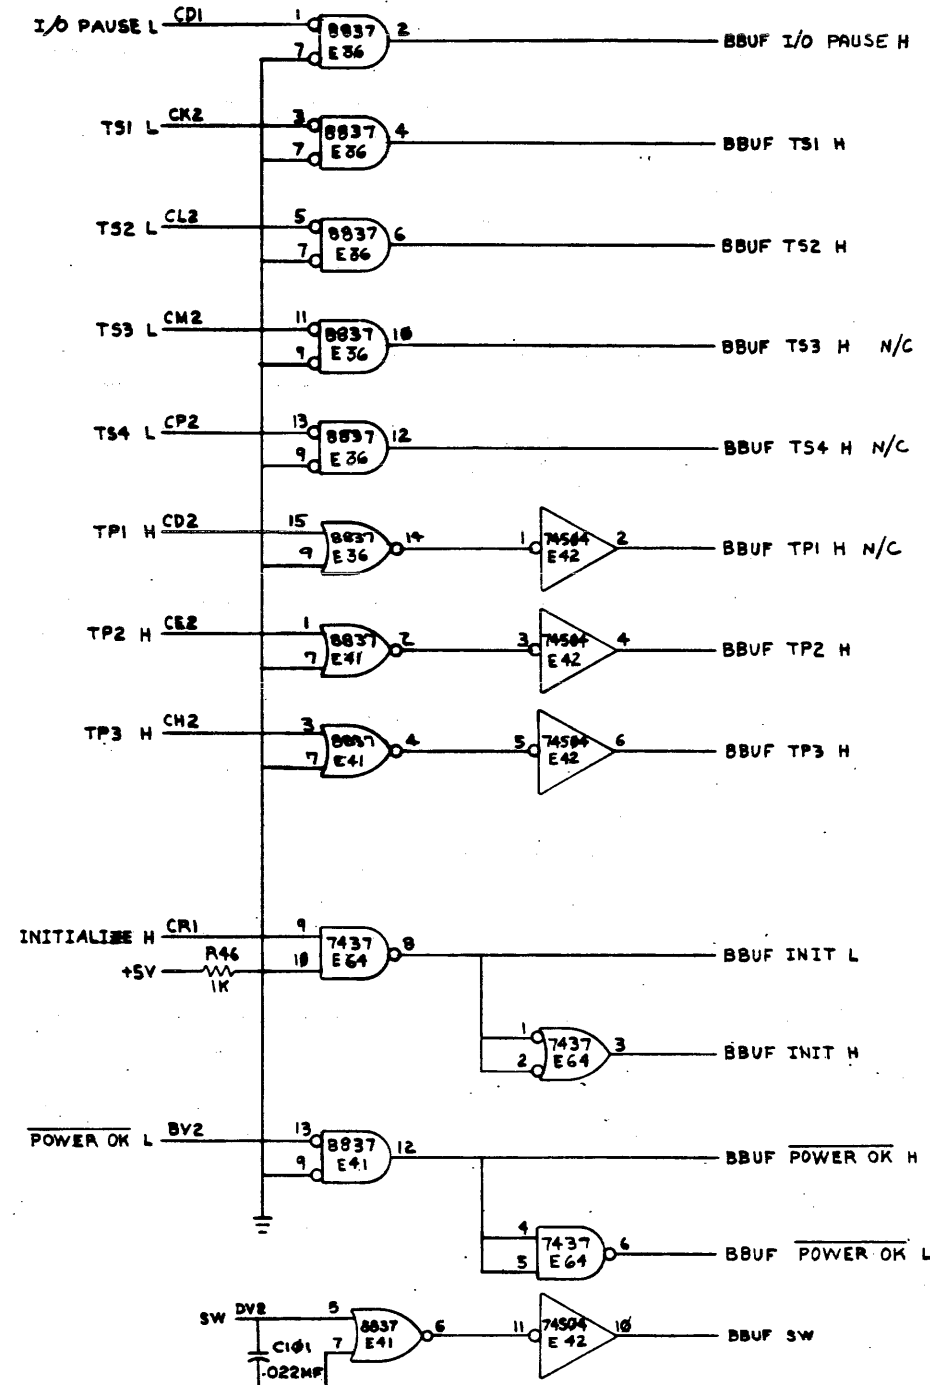 I/O PAUSE L CD1 1 8837 2 BBUF I/O PAUSE H
7 E36
TS1 L CK2 3 8837 4 BBUF TS1 H
7 E36
TS2 L CL2 5 8837 6 BBUF TS2 H
7 E36
TS3 L CM2 11 8837 10 BBUF TS3 H N/C
9 E36
TS4 L CP2 13 8837 12 BBUF TS4 H N/C
9 E36
TP1 H CD2 15 8837 14 1 74S04 2 BBUF TP1 H N/C
9 E36 E42
TP2 H CE2 1 8837 2 3 74S04 4 BBUF TP2 H
7 E41 E42
TP3 H CH2 3 8837 4 5 74S04 6 BBUF TP3 H
7 E41 E42
INITIALIZE H CR1 9 7437 8 BBUF INIT L
+5V R46 10 E64
1K
1 7437 3 BBUF INIT H
2 E64
POWER OK L BV2 13 8837 12 BBUF POWER OK H
9 E41
4 7437 6 BBUF POWER OK L
5 E64
SW DV2 5 8837 6 11 74S04 10 BBUF SW
C101 7 E41 E42
.022MF